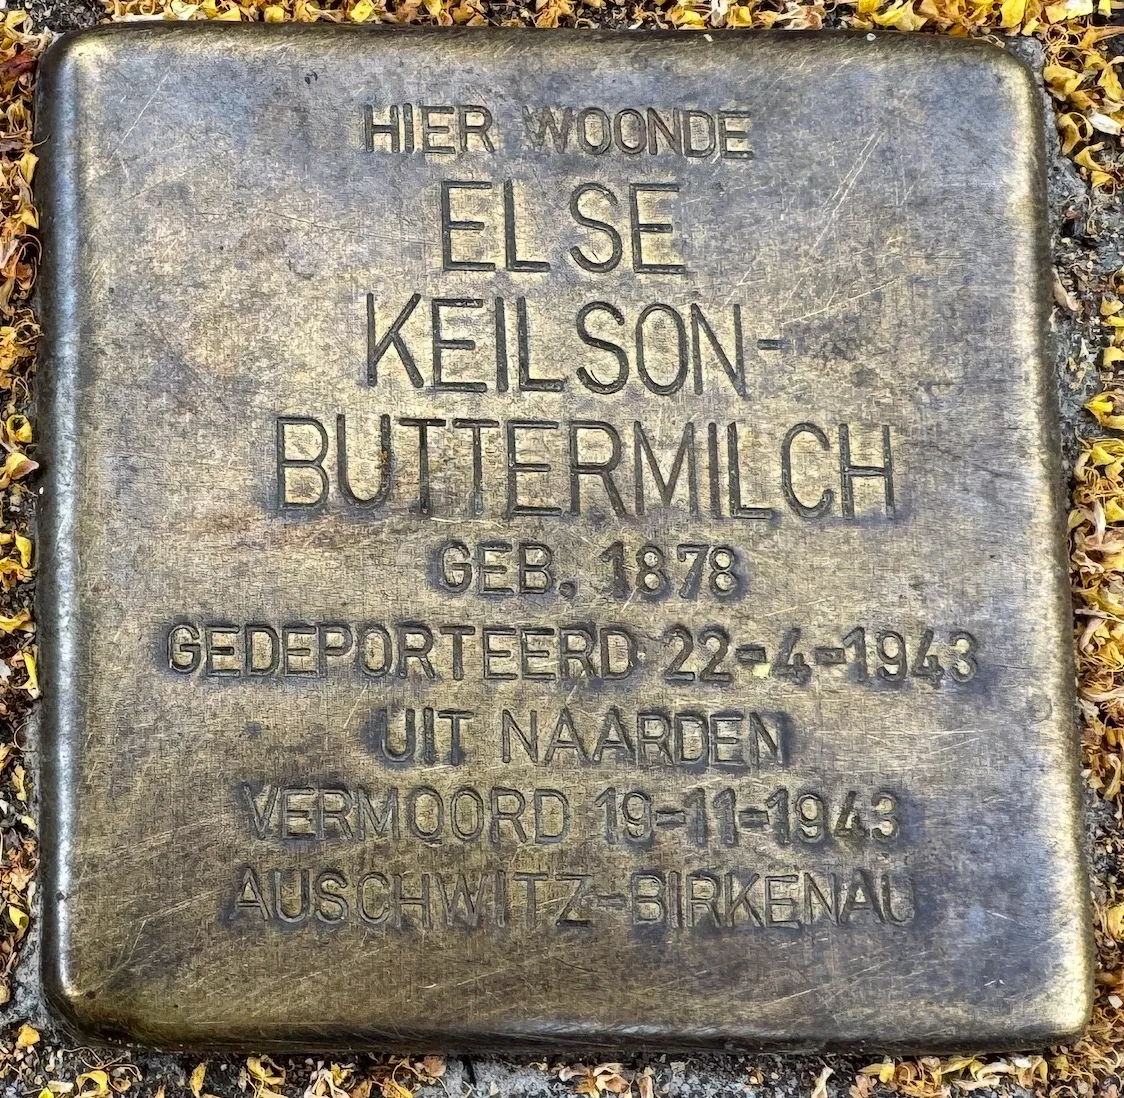 HIER WOONDE
ELSE
KEILSON-
BUTTERMILCH
GEB. 1878
GEDEPORTEERD 22-4-1943
UIT NAARDEN
VERMOORD 19-11-1943
AUSCHWITZ-BIRKENAU